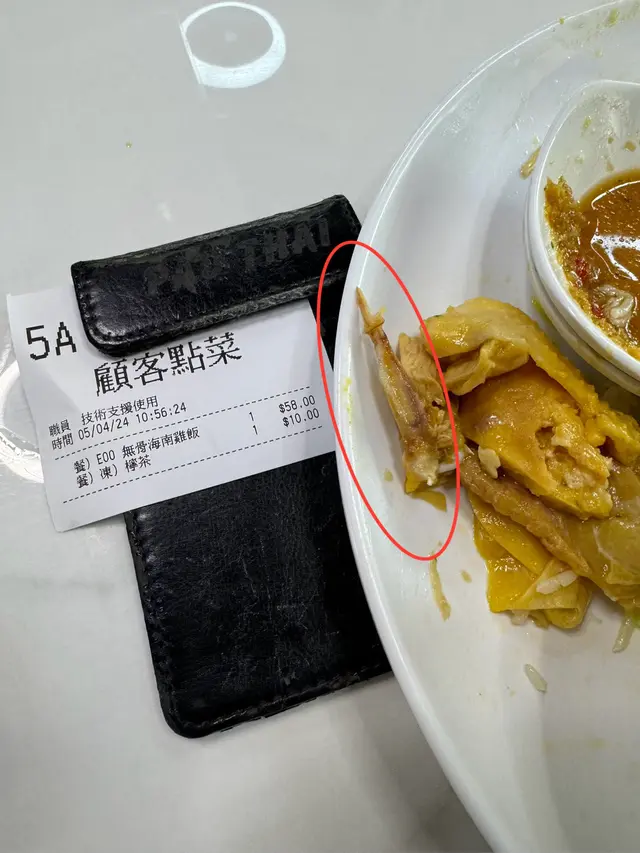 PAD THAI
5A
顧客點菜
職員 技術支援使用
時間 05/04/24 10:56:24
餐) E00 無骨海南雞飯 1 $58.00
餐) 凍) 檸茶 1 $10.00